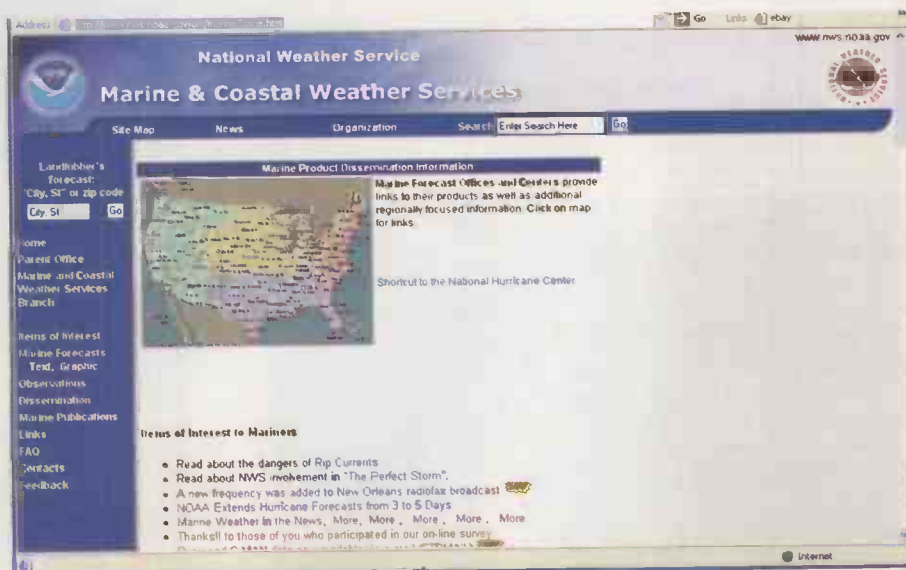 Address
Go Links ebay
www nws noaa gov
National Weather Service
Marine & Coastal Weather Services
Site Map News Organization Search Enter Search Here Go
Landlubber's
forecast:
"City, St" or zip code
City, St Go
Home
Parent Office
Marine and Coastal
Weather Services
Branch
Items of Interest
Marine Forecasts
Text, Graphic
Observations
Dissemination
Marine Publications
Links
FAQ
Contacts
Feedback
Marine Product Dissemination Information
Marine Forecast Offices and Centers provide
links to their products as well as additional
regionally focused information. Click on map
for links
Shortcut to the National Hurricane Center
Items of Interest to Mariners
Read about the dangers of Rip Currents
Read about NWS involvement in "The Perfect Storm".
A new frequency was added to New Orleans radiofax broadcast
NOAA Extends Hurricane Forecasts from 3 to 5 Days
Marine Weather in the News, More, More , More , More , More
Thanks!! to those of you who participated in our on-line survey
Internet